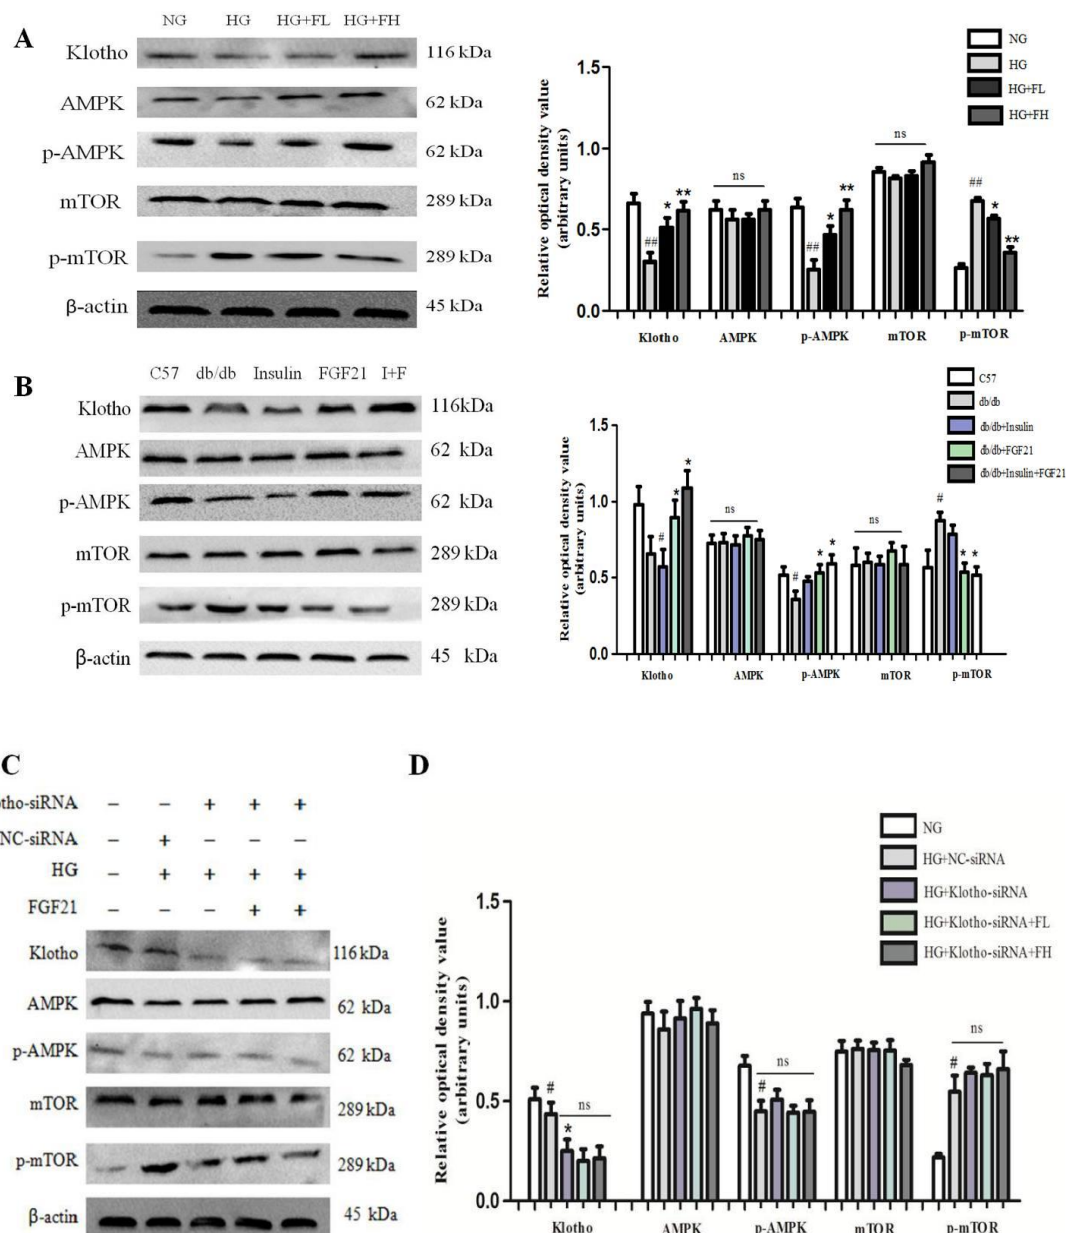 A
NG HG HG+FL HG+FH
Klotho 116 kDa
AMPK 62 kDa
p-AMPK 62 kDa
mTOR 289 kDa
p-mTOR 289 kDa
β-actin 45 kDa
NG
HG
HG+FL
HG+FH
Relative optical density value
(arbitrary units)
1.5
1.0
0.5
0.0
## * **
ns
## * **
ns
## * **
Klotho AMPK p-AMPK mTOR p-mTOR
B
C57 db/db Insulin FGF21 I+F
Klotho 116kDa
AMPK 62 kDa
p-AMPK 62 kDa
mTOR 289 kDa
p-mTOR 289 kDa
β-actin 45 kDa
C57
db/db
db/db+Insulin
db/db+FGF21
db/db+Insulin+FGF21
Relative optical density value
(arbitrary units)
1.5
1.0
0.5
0.0
# * *
ns
# * *
ns
# * *
Klotho AMPK p-AMPK mTOR p-mTOR
C
otho-siRNA – – + + +
NC-siRNA – + – – –
HG – + + + +
FGF21 – – – + +
Klotho 116 kDa
AMPK 62 kDa
p-AMPK 62 kDa
mTOR 289 kDa
p-mTOR 289 kDa
β-actin 45 kDa
D
NG
HG+NC-siRNA
HG+Klotho-siRNA
HG+Klotho-siRNA+FL
HG+Klotho-siRNA+FH
Relative optical density value
(arbitrary units)
1.5
1.0
0.5
0.0
# * ns
# ns
# ns
Klotho AMPK p-AMPK mTOR p-mTOR